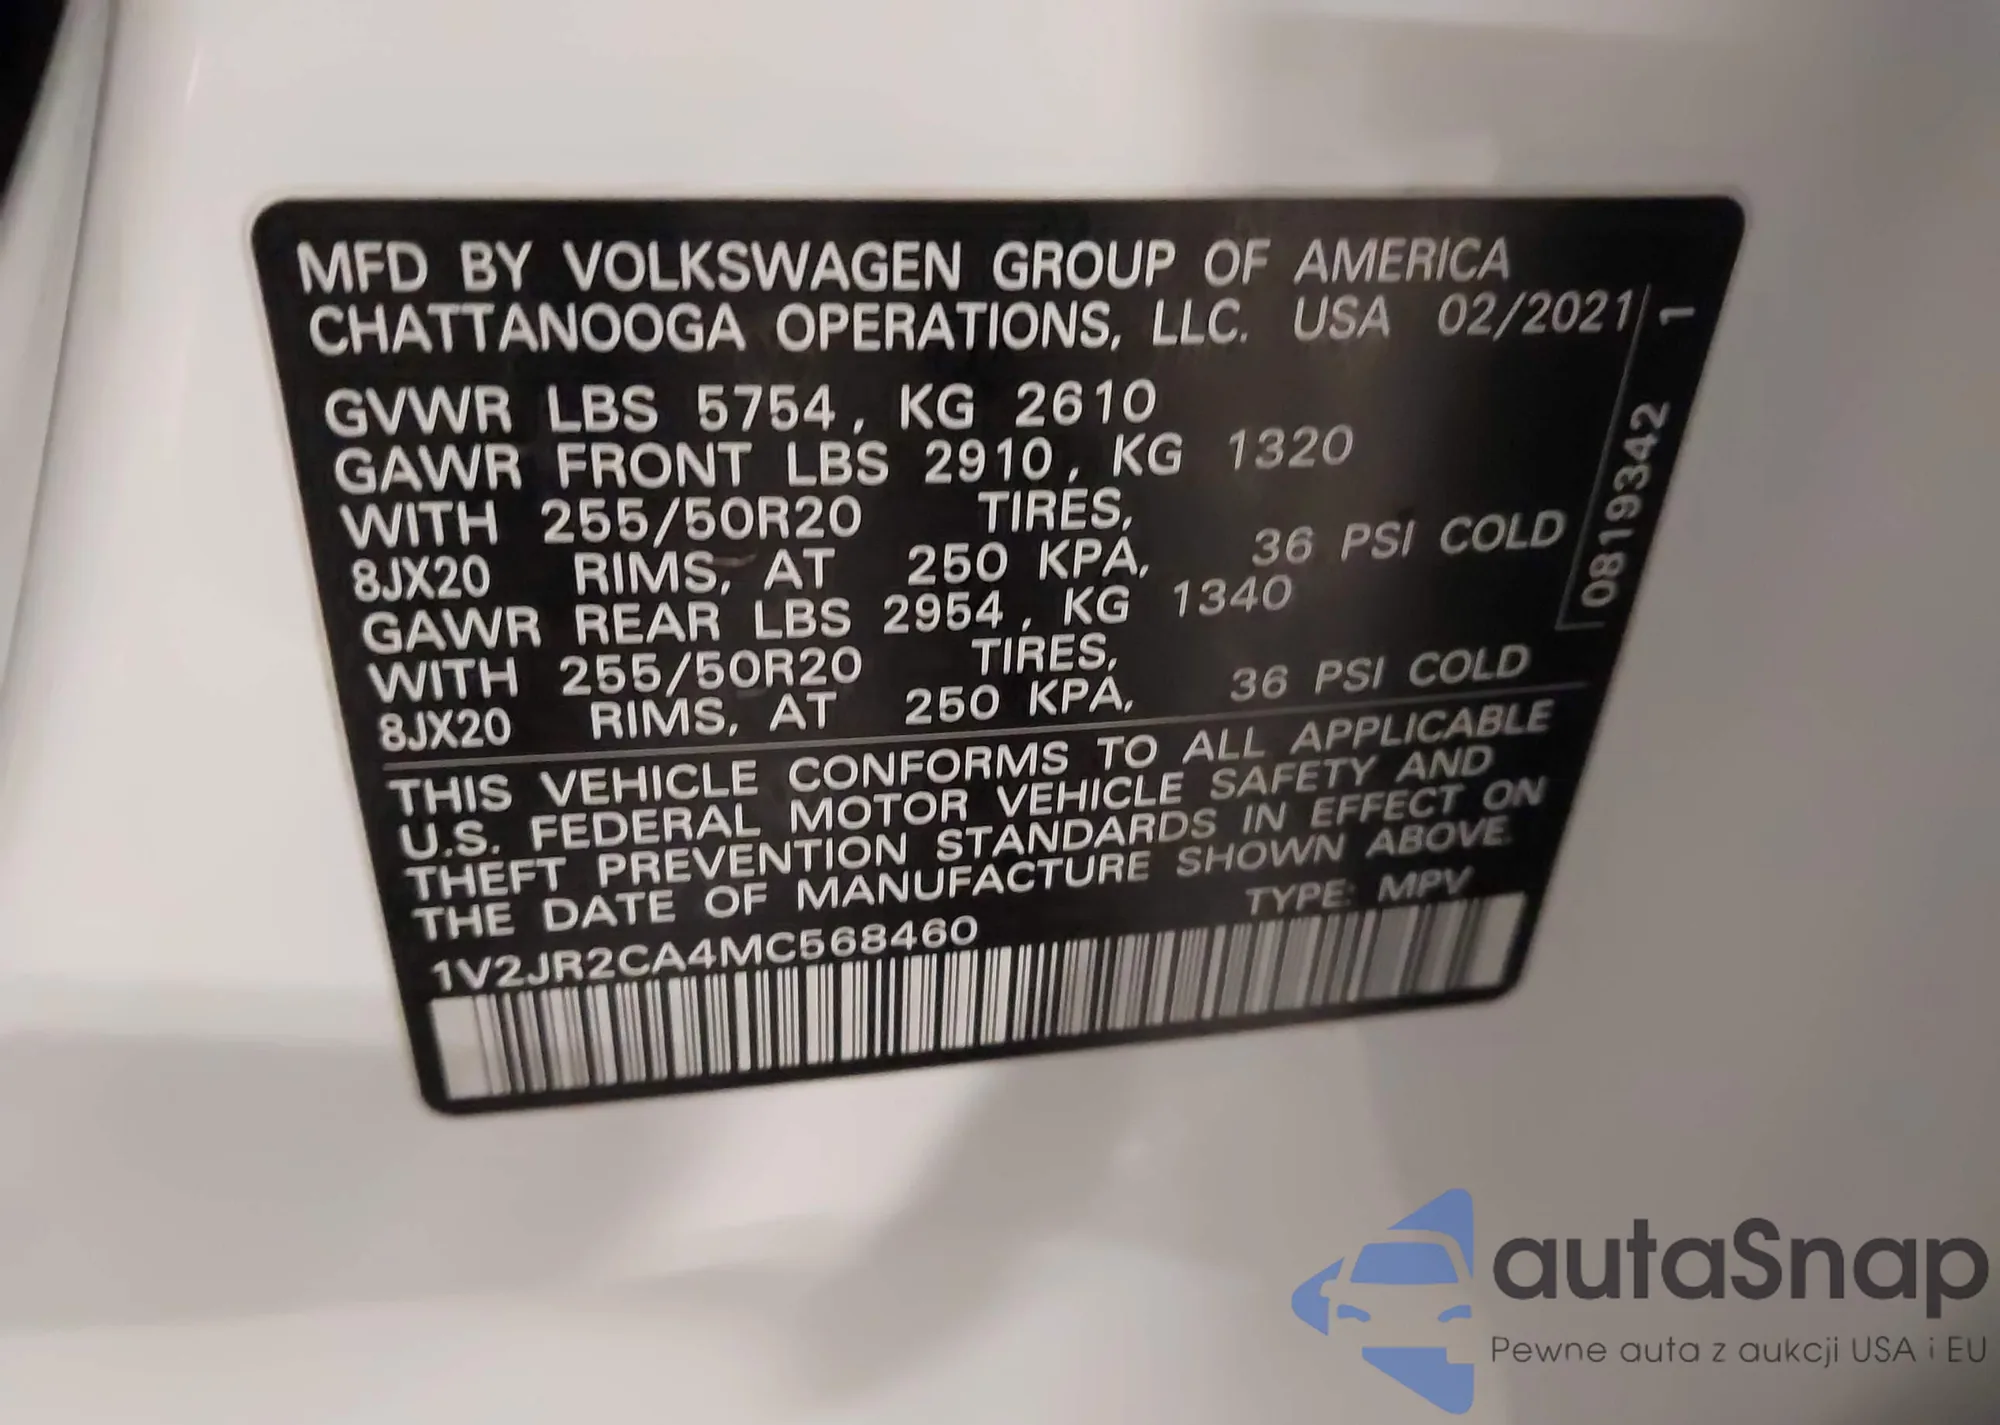 MFD BY VOLKSWAGEN GROUP OF AMERICA
CHATTANOOGA OPERATIONS, LLC. USA 02/2021
GVWR LBS 5754, KG 2610
GAWR FRONT LBS 2910, KG 1320
WITH 255/50R20 TIRES,
8JX20 RIMS, AT 250 KPA, 36 PSI COLD
GAWR REAR LBS 2954, KG 1340
WITH 255/50R20 TIRES,
8JX20 RIMS, AT 250 KPA, 36 PSI COLD
0819342 1
THIS VEHICLE CONFORMS TO ALL APPLICABLE
U.S. FEDERAL MOTOR VEHICLE SAFETY AND
THEFT PREVENTION STANDARDS IN EFFECT ON
THE DATE OF MANUFACTURE SHOWN ABOVE.
1V2JR2CA4MC568460 TYPE: MPV
autaSnap
Pewne auta z aukcji USA i EU